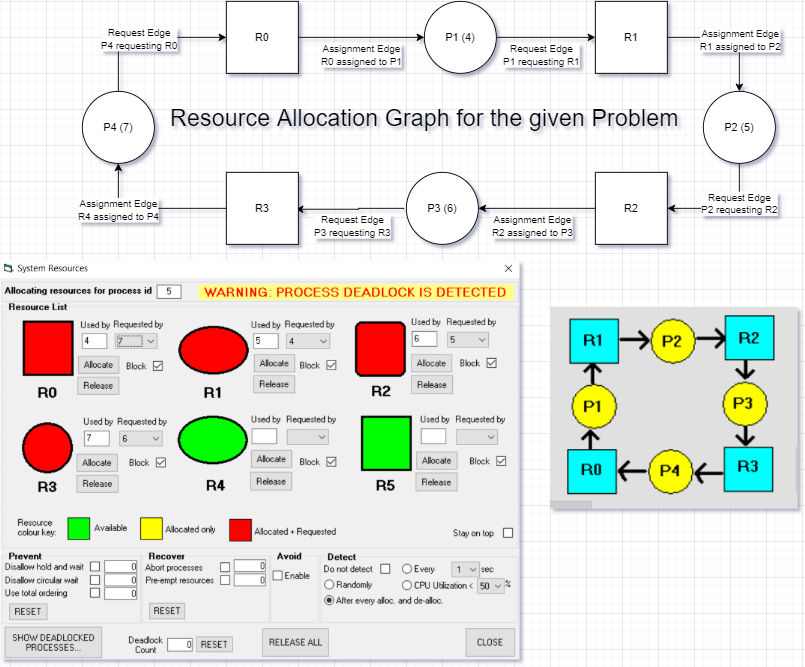 Request Edge
P4 requesting R0
R0
Assignment Edge
R0 assigned to P1
P1 (4)
Request Edge
P1 requesting R1
R1
Assignment Edge
R1 assigned to P2
P4 (7)
Resource Allocation Graph for the given Problem
P2 (5)
Assignment Edge
R4 assigned to P4
R3
Request Edge
P3 requesting R3
P3 (6)
Assignment Edge
R2 assigned to P3
R2
Request Edge
P2 requesting R2
System Resources
Allocating resources for process id 5 WARNING: PROCESS DEADLOCK IS DETECTED
Resource List
Used by Requested by
4 7
Allocate Block
Release
R0
Used by Requested by
5 4
Allocate Block
Release
R1
Used by Requested by
6 5
Allocate Block
Release
R2
Used by Requested by
7 6
Allocate Block
Release
R3
Used by Requested by
Allocate Block
Release
R4
Used by Requested by
Allocate Block
Release
R5
Resource
colour key:
Available
Allocated only
Allocated + Requested
Stay on top
Prevent
Disallow hold and wait 0
Disallow circular wait 0
Use total ordering 0
RESET
Recover
Abort processes 0
Pre-empt resources 0
RESET
Avoid
Enable
Detect
Do not detect Every 1 sec
Randomly CPU Utilization < 50 %
After every alloc. and de-alloc.
SHOW DEADLOCKED
PROCESSES...
Deadlock
Count
0 RESET
RELEASE ALL
CLOSE
R1 P2 R2
P1 P3
R0 P4 R3